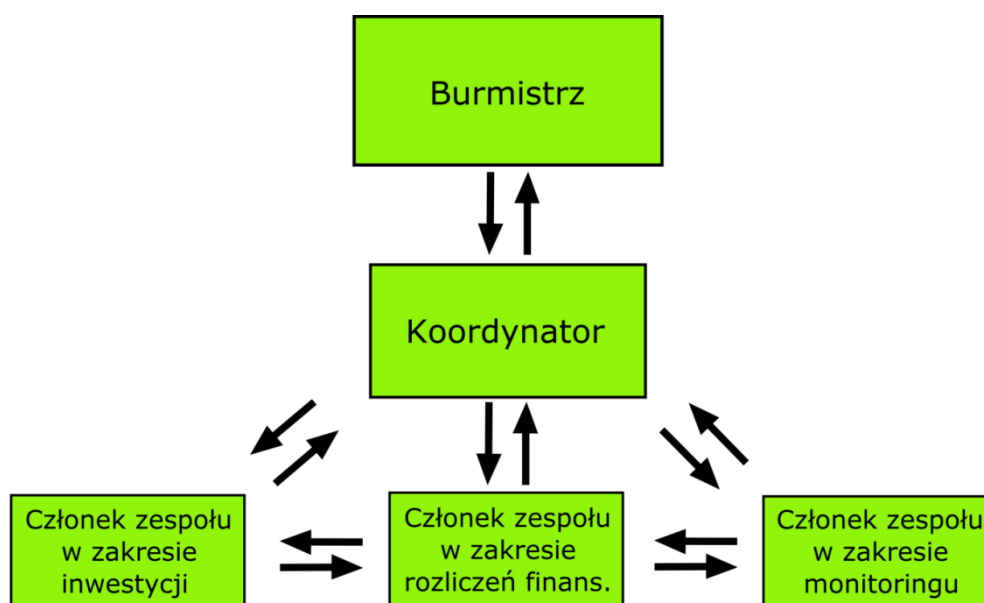 Burmistrz
Koordynator
Członek zespołu
w zakresie
inwestycji
Członek zespołu
w zakresie
rozliczeń finans.
Członek zespołu
w zakresie
monitoringu